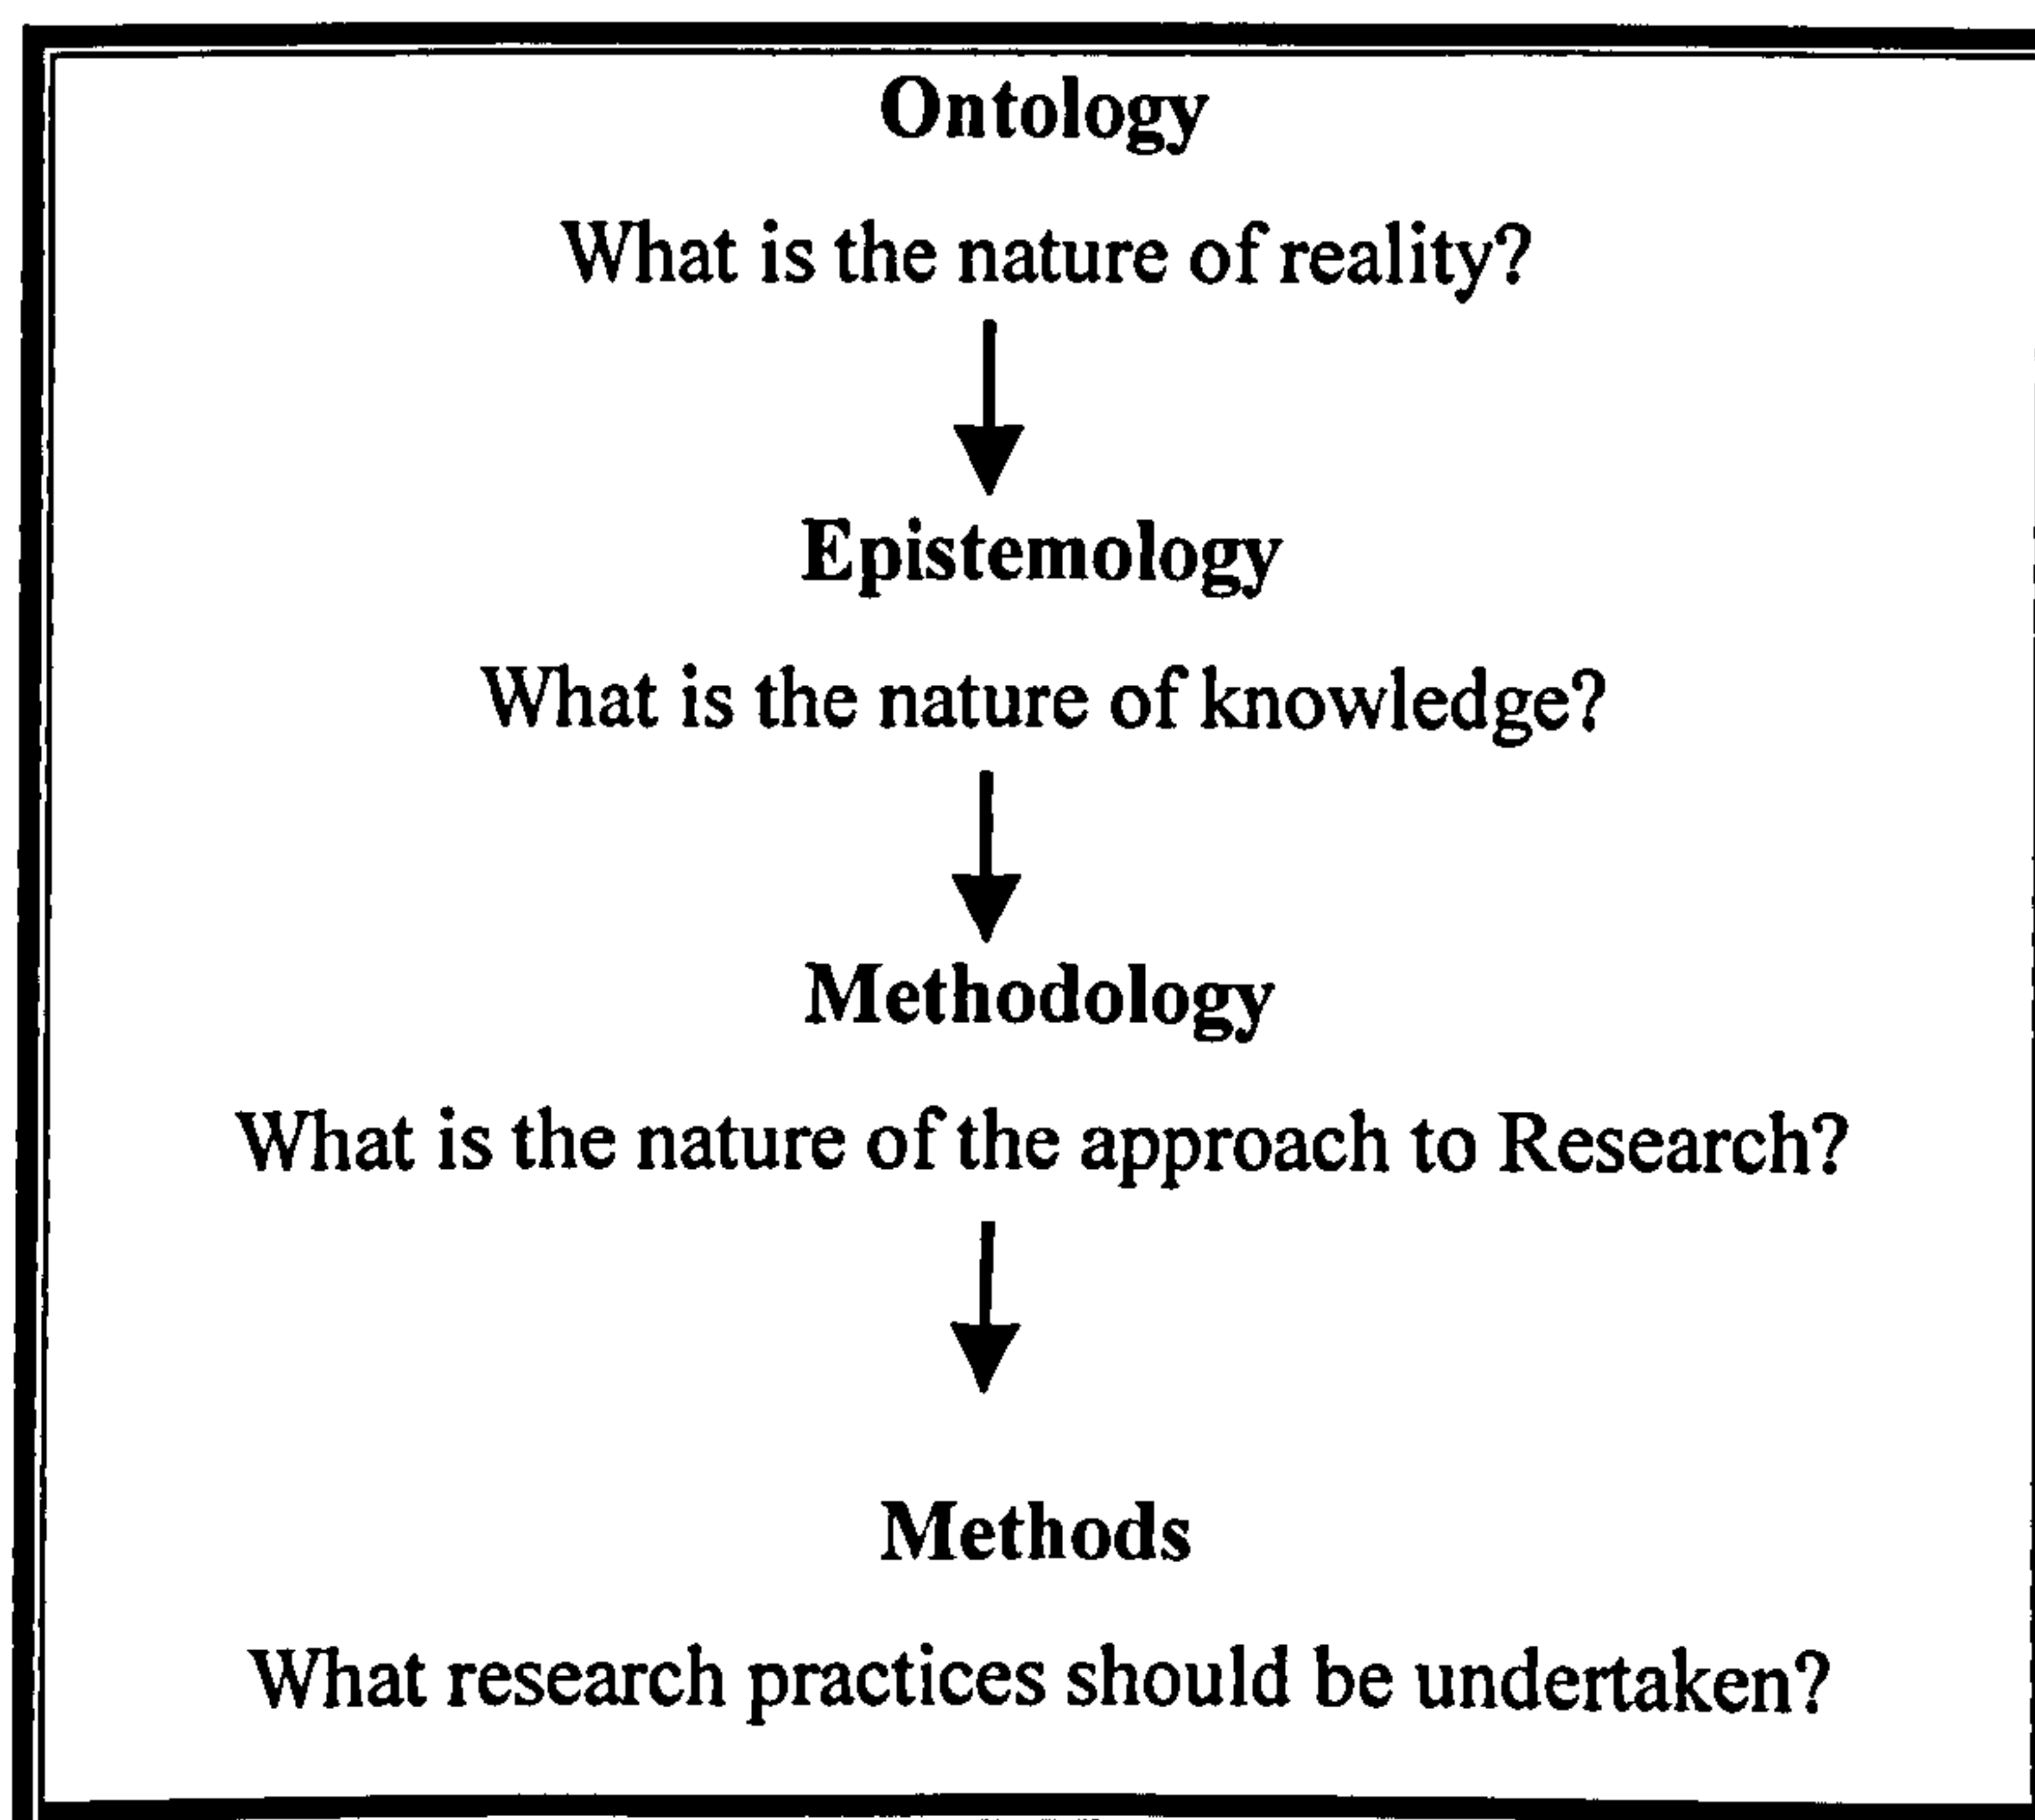 Ontology
What is the nature of reality?
Epistemology
What is the nature of knowledge?
Methodology
What is the nature of the approach to Research?
Methods
What research practices should be undertaken?